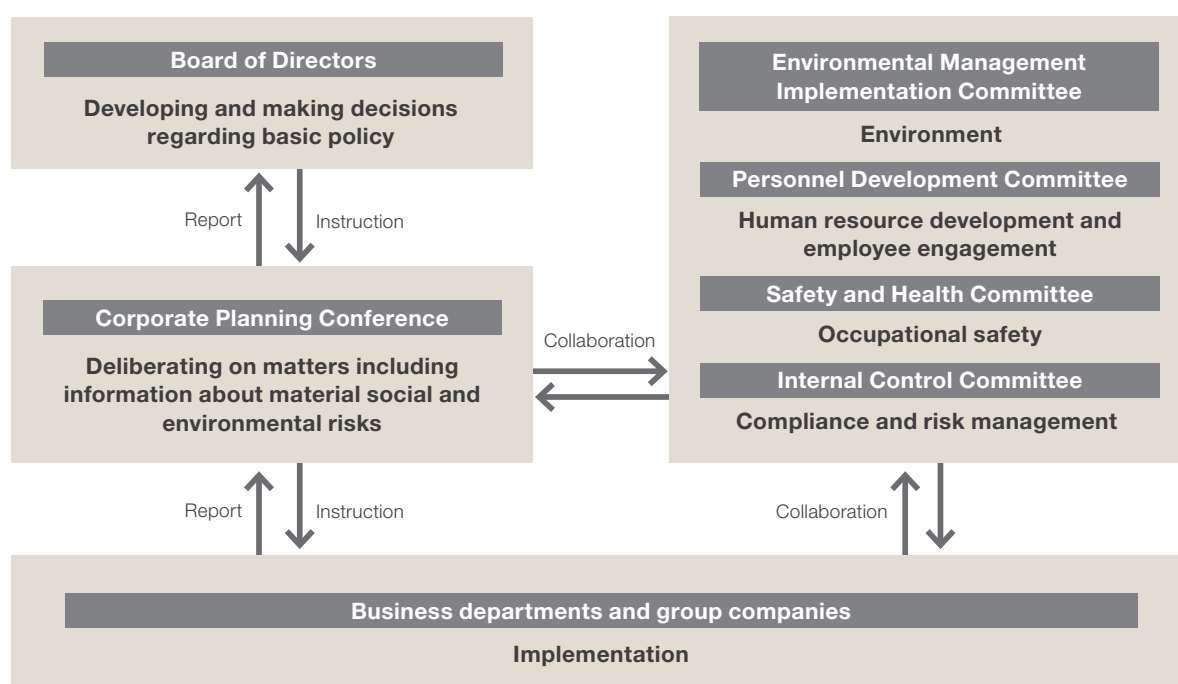 Board of Directors
Developing and making decisions
regarding basic policy
Report
Instruction
Corporate Planning Conference
Deliberating on matters including
information about material social and
environmental risks
Collaboration
Environmental Management
Implementation Committee
Environment
Personnel Development Committee
Human resource development and
employee engagement
Safety and Health Committee
Occupational safety
Internal Control Committee
Compliance and risk management
Report
Instruction
Collaboration
Business departments and group companies
Implementation